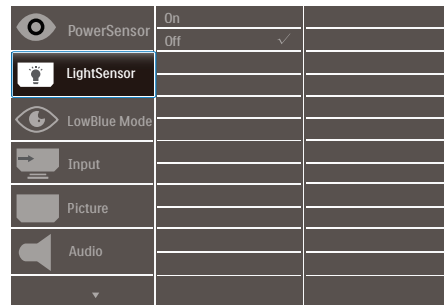 PowerSensor
LightSensor
LowBlue Mode
Input
Picture
Audio
On
Off